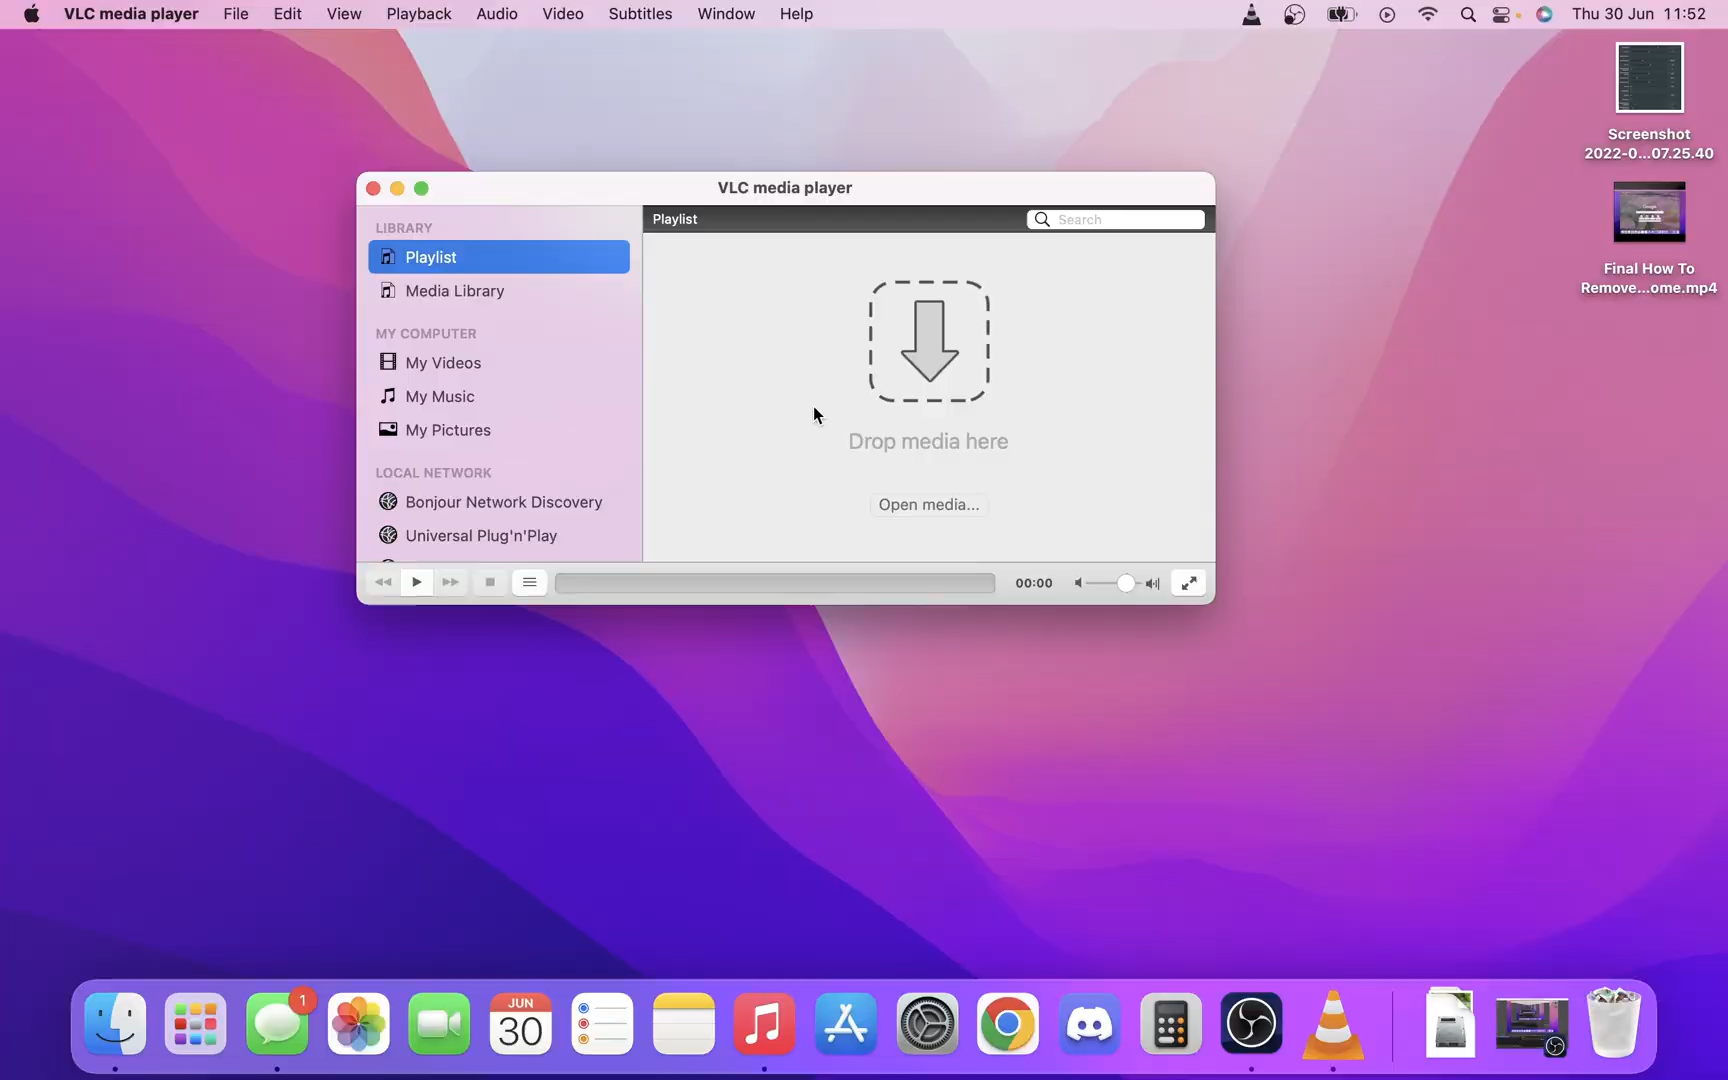 VLC media player File Edit View Playback Audio Video Subtitles Window Help Thu 30 Jun 11:52
Screenshot
2022-0...07.25.40
Final How To
Remove...ome.mp4
VLC media player
LIBRARY
Playlist
Media Library
MY COMPUTER
My Videos
My Music
My Pictures
LOCAL NETWORK
Bonjour Network Discovery
Universal Plug'n'Play
Playlist
Search
Drop media here
Open media...
00:00
1
JUN
30